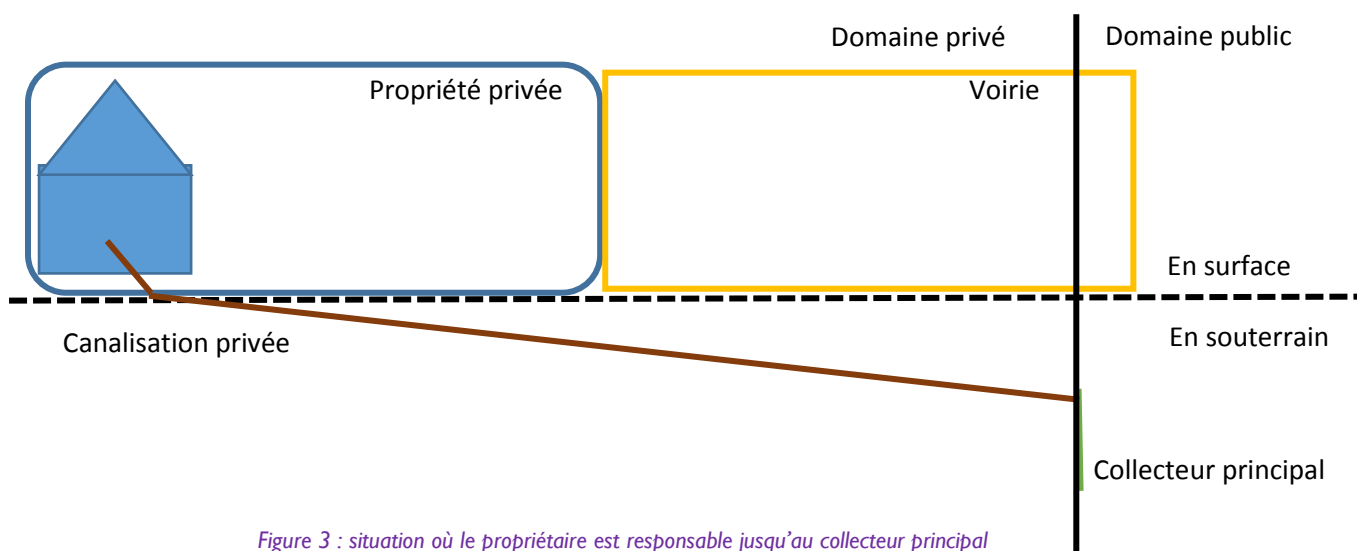 Domaine privé
Domaine public
Propriété privée
Voirie
En surface
Canalisation privée
En souterrain
Collecteur principal
Figure 3 : situation où le propriétaire est responsable jusqu'au collecteur principal